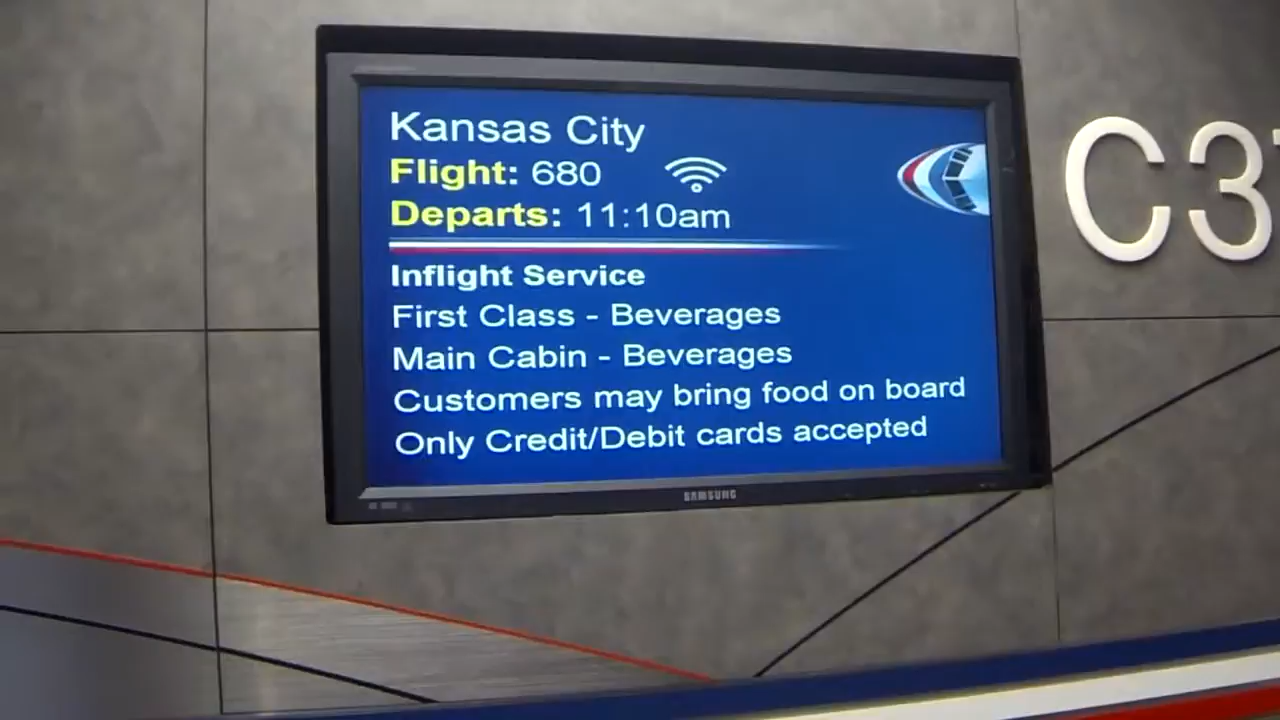 Kansas City
Flight: 680
Departs: 11:10am
Inflight Service
First Class - Beverages
Main Cabin - Beverages
Customers may bring food on board
Only Credit/Debit cards accepted
SAMSUNG